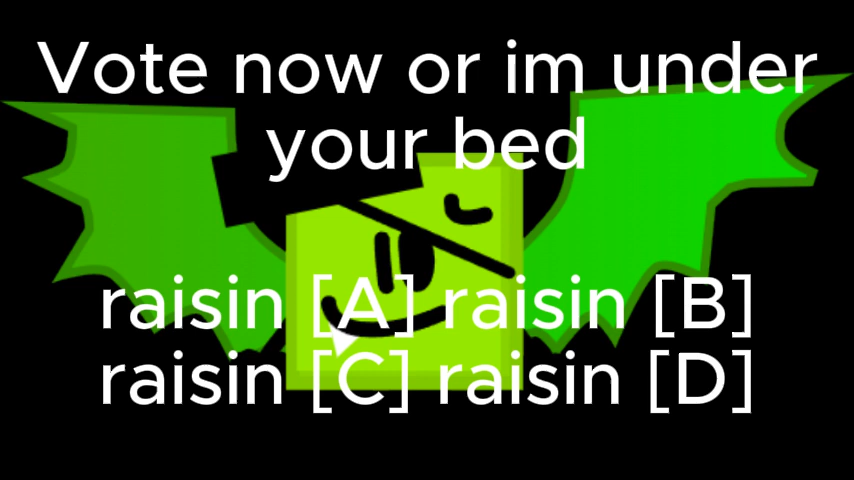 Vote now or im under
your bed
raisin [A] raisin [B]
raisin [C] raisin [D]